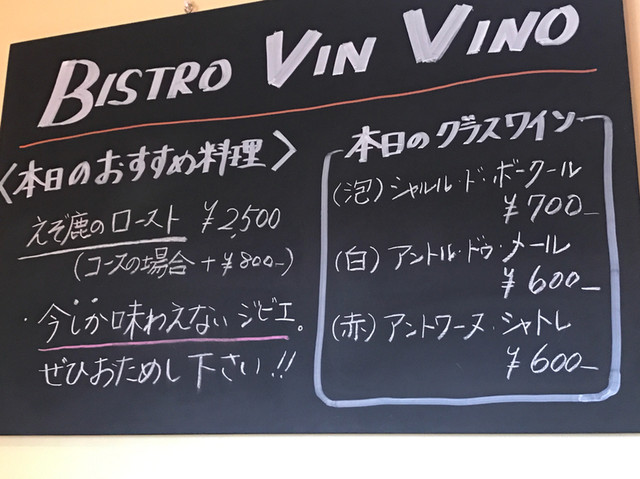 BISTRO VIN VINO
〈本日のおすすめ料理〉
えぞ鹿のロースト ¥2,500
(コースの場合 +¥800-)
・今しか味わえないジビエ。
ぜひおためし下さい!!
本日のグラスワイン
(泡)シャルル・ド・ボークール
¥700-
(白)アントル・ドゥ・メール
¥600-
(赤)アントワーヌ・シャトレ
¥600-